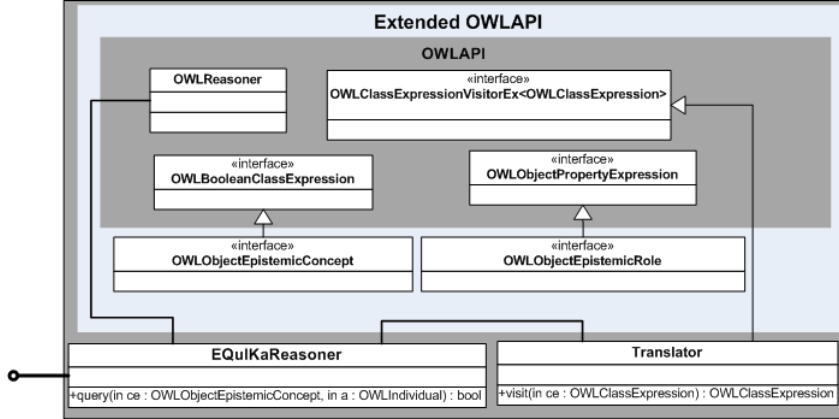 Extended OWLAPI
OWLAPI
OWLReasoner
«interface»
OWLClassExpressionVisitorEx<OWLClassExpression>
«interface»
OWLBooleanClassExpression
«interface»
OWLObjectPropertyExpression
«interface»
OWLObjectEpistemicConcept
«interface»
OWLObjectEpistemicRole
EQuIKaReasoner
+query(in ce : OWLObjectEpistemicConcept, in a : OWLIndividual) : bool
Translator
+visit(in ce : OWLClassExpression) : OWLClassExpression